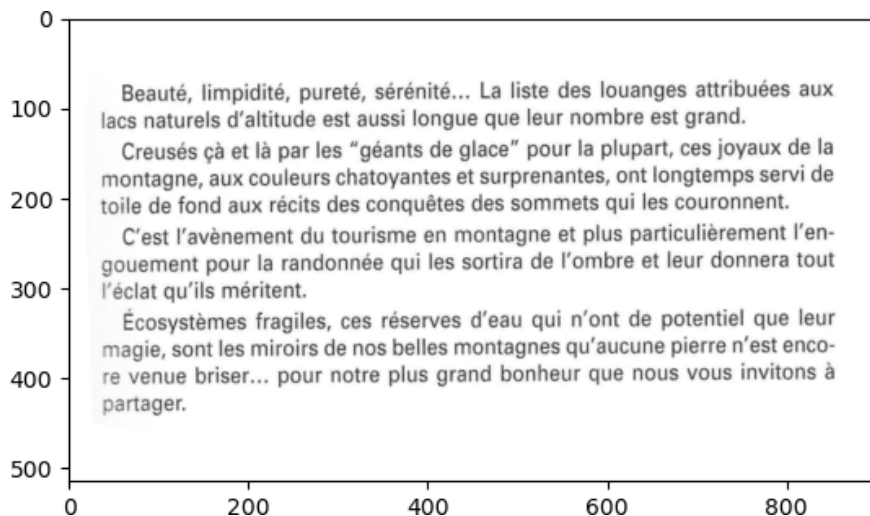 0
100
200
300
400
500
Beauté, limpidité, pureté, sérénité... La liste des louanges attribuées aux
lacs naturels d'altitude est aussi longue que leur nombre est grand.
Creusés çà et là par les "géants de glace" pour la plupart, ces joyaux de la
montagne, aux couleurs chatoyantes et surprenantes, ont longtemps servi de
toile de fond aux récits des conquêtes des sommets qui les couronnent.
C'est l'avènement du tourisme en montagne et plus particulièrement l'en-
gouement pour la randonnée qui les sortira de l'ombre et leur donnera tout
l'éclat qu'ils méritent.
Écosystèmes fragiles, ces réserves d'eau qui n'ont de potentiel que leur
magie, sont les miroirs de nos belles montagnes qu'aucune pierre n'est enco-
re venue briser... pour notre plus grand bonheur que nous vous invitons à
partager.
0 200 400 600 800